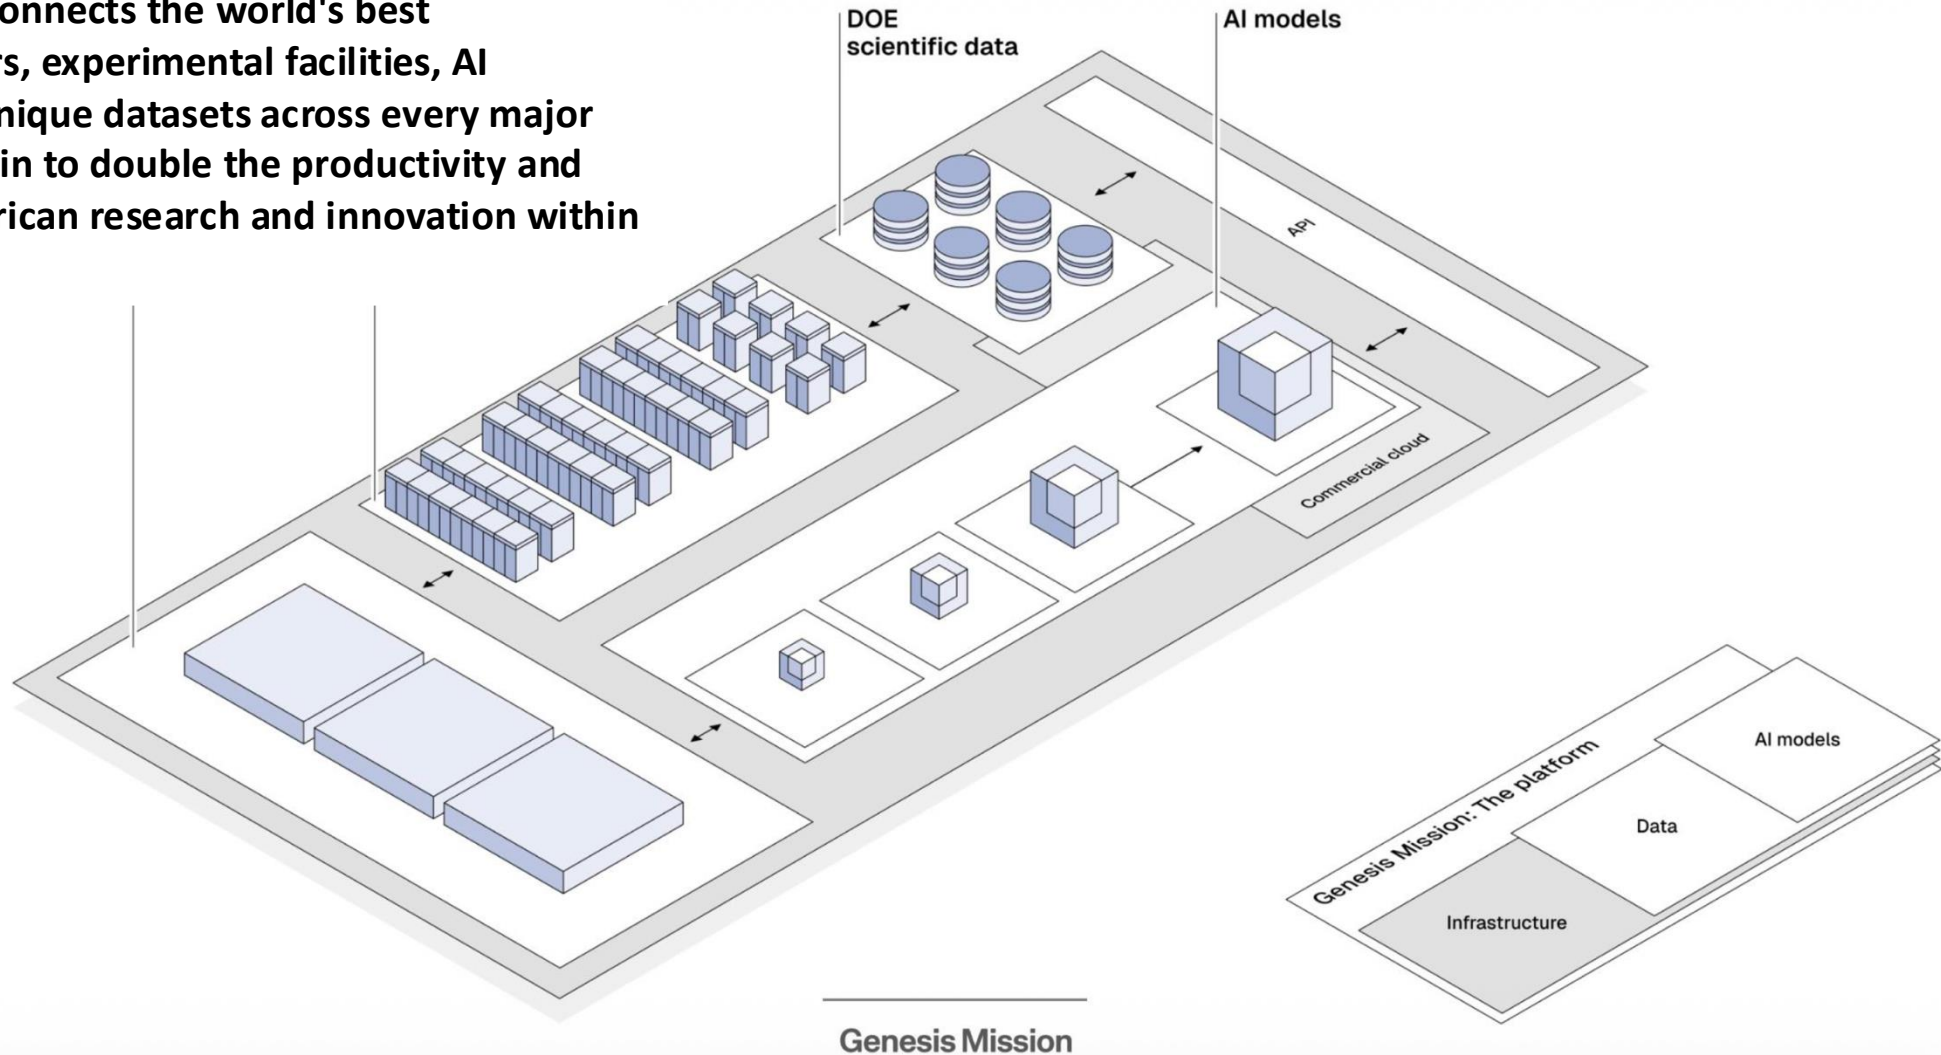 onnects the world's best
s, experimental facilities, AI
nique datasets across every major
in to double the productivity and
rican research and innovation within
DOE
scientific data
AI models
API
Commercial cloud
Genesis Mission: The platform
AI models
Data
Infrastructure
Genesis Mission